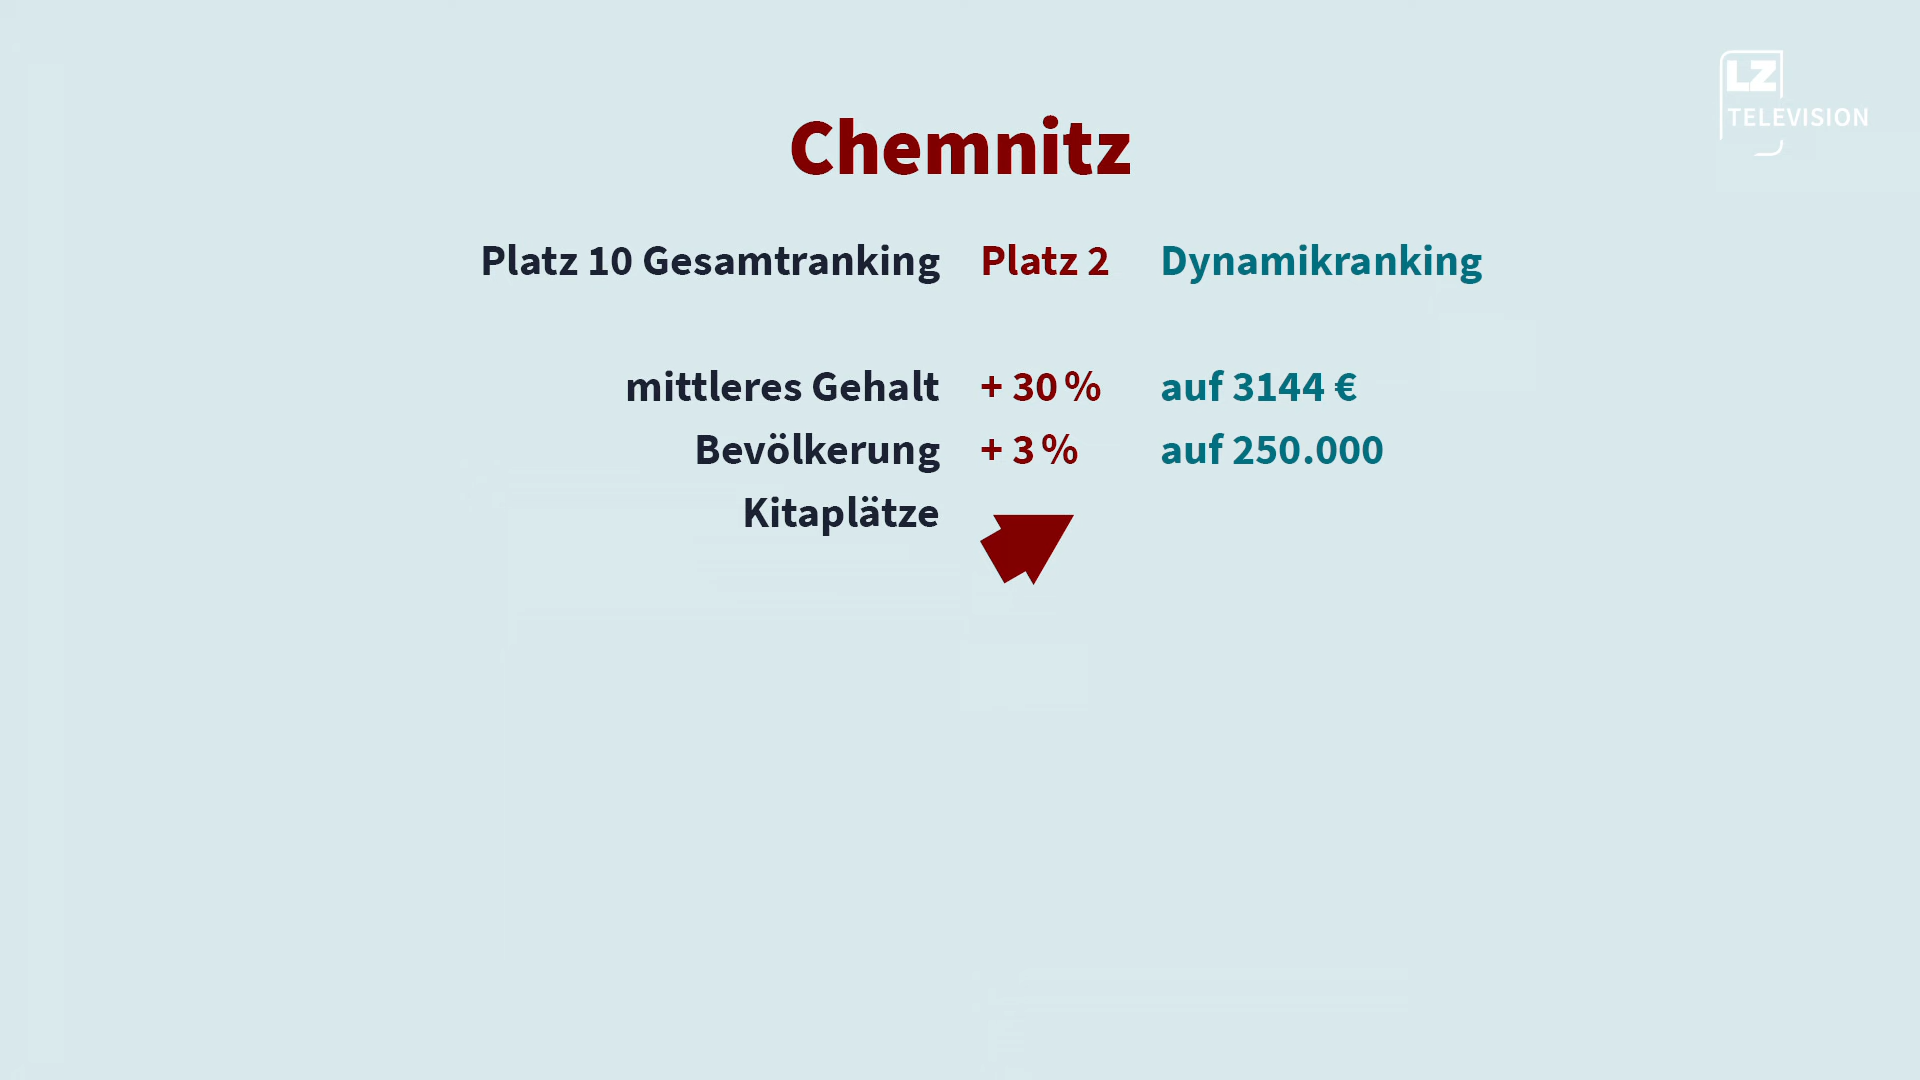 LZ
TELEVISION
Chemnitz
Platz 10 Gesamtranking Platz 2 Dynamikranking
mittleres Gehalt + 30 % auf 3144 €
Bevölkerung + 3 % auf 250.000
Kitaplätze